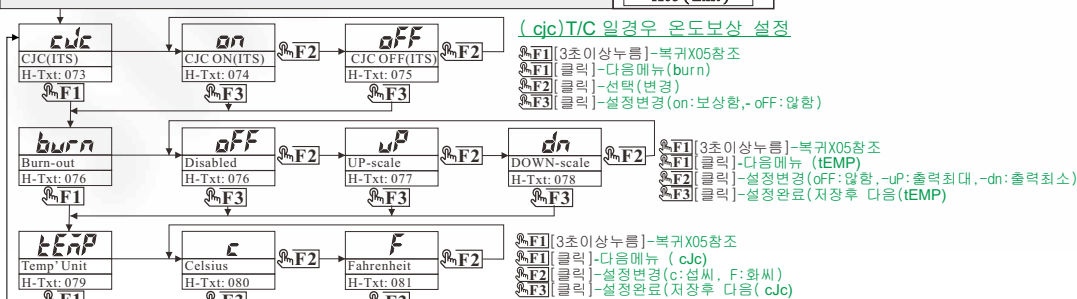 ( cjc)T/C 일경우 온도보상 설정
cJc
on
oFF
CJC(ITS)
CJC ON(ITS)
F2
CJC OFF(ITS)
F2
H-Txt: 073
H-Txt: 074
H-Txt: 075
F1
F3
F3
F1[3초이상누름]-복귀X05참조
F1[클릭]-다음메뉴(burn)
F2[클릭]-선택(변경)
F3[클릭]-설정변경(on:보상함,- oFF:않함)
burn
oFF
uP
dn
Burn-out
Disabled
F2
UP-scale
F2
DOWN-scale
F2
H-Txt: 076
H-Txt: 076
H-Txt: 077
H-Txt: 078
F1
F3
F3
F3
F1[3초이상누름]-복귀X05참조
F1[클릭]-다음메뉴 (tEMP)
F2[클릭]-설정변경(oFF:않함,-uP:출력최대,-dn:출력최소)
F3[클릭]-설정완료(저장후 다음(tEMP)
tEmP
c
F
Temp' Unit
Celsius
F2
Fahrenheit
F2
H-Txt: 079
H-Txt: 080
H-Txt: 081
F1
F3
F3
F1[3초이상누름]-복귀X05참조
F1[클릭]-다음메뉴 ( cJc)
F2[클릭]-설정변경(c:섭씨, F:화씨)
F3[클릭]-설정완료(저장후 다음( cJc)